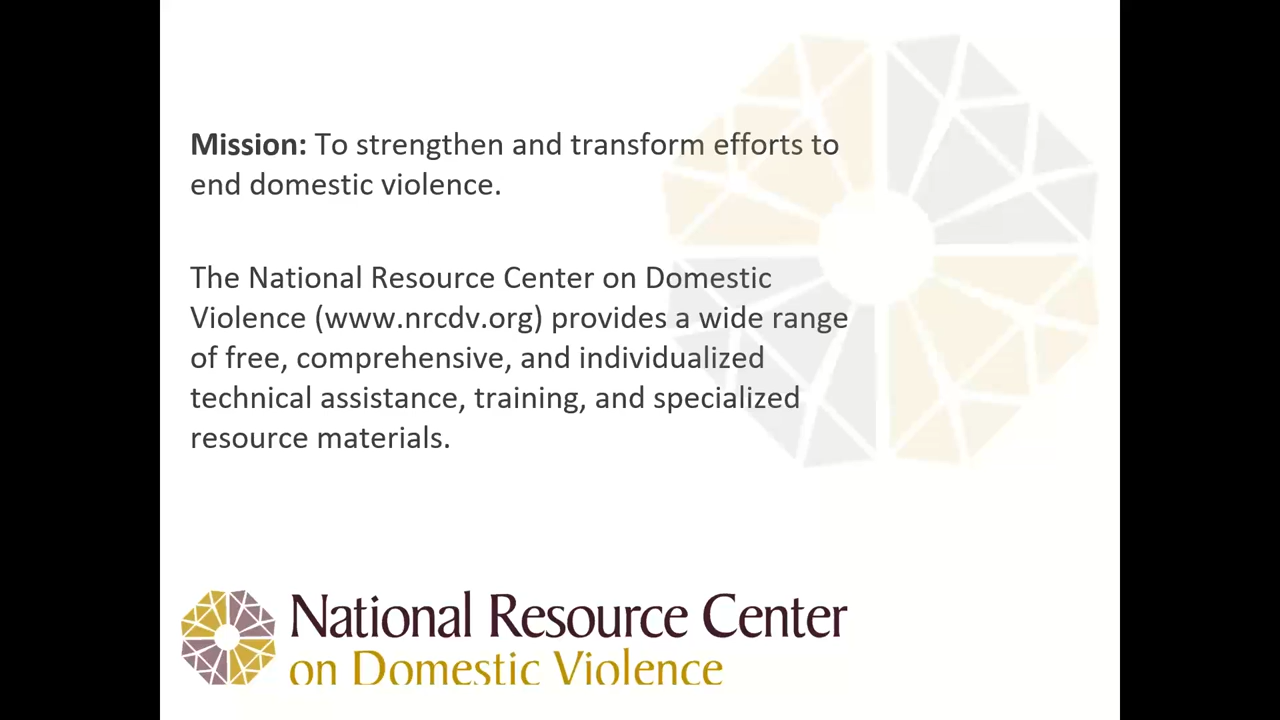 Mission: To strengthen and transform efforts to
end domestic violence.
The National Resource Center on Domestic
Violence (www.nrcdv.org) provides a wide range
of free, comprehensive, and individualized
technical assistance, training, and specialized
resource materials.
National Resource Center
on Domestic Violence